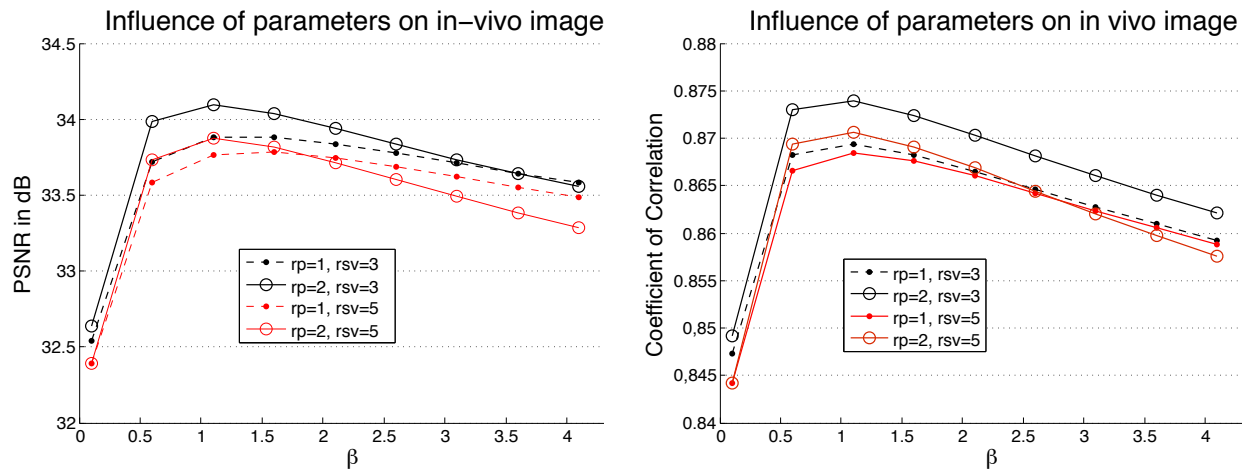 Influence of parameters on in−vivo image
34.5
34
33.5
33
32.5
32
PSNR in dB
rp=1, rsv=3
rp=2, rsv=3
rp=1, rsv=5
rp=2, rsv=5
0 0.5 1 1.5 2 2.5 3 3.5 4
β
Influence of parameters on in vivo image
0.88
0.875
0.87
0.865
0.86
0.855
0.85
0,845
0.84
Coefficient of Correlation
rp=1, rsv=3
rp=2, rsv=3
rp=1, rsv=5
rp=2, rsv=5
0 0.5 1 1.5 2 2.5 3 3.5 4
β